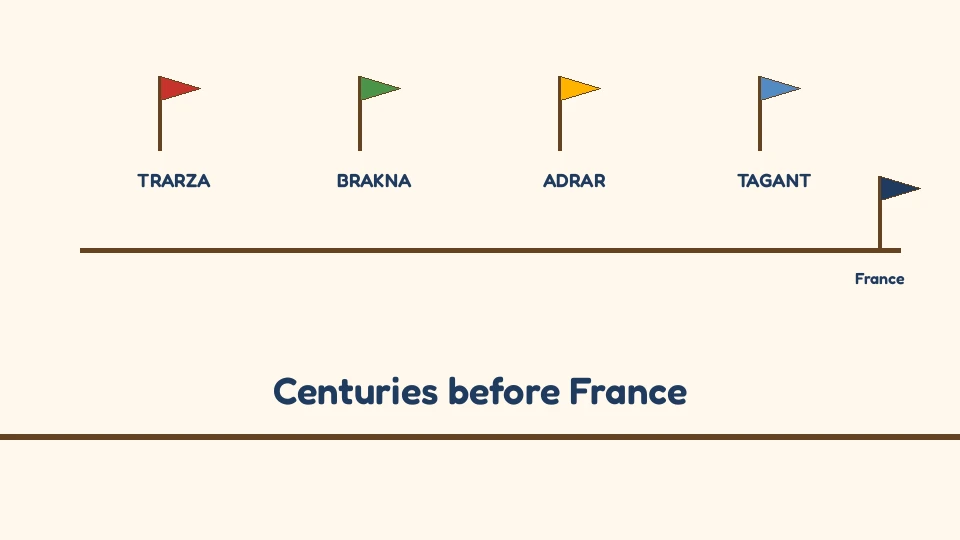 TRARZA
BRAKNA
ADRAR
TAGANT
France
Centuries before France